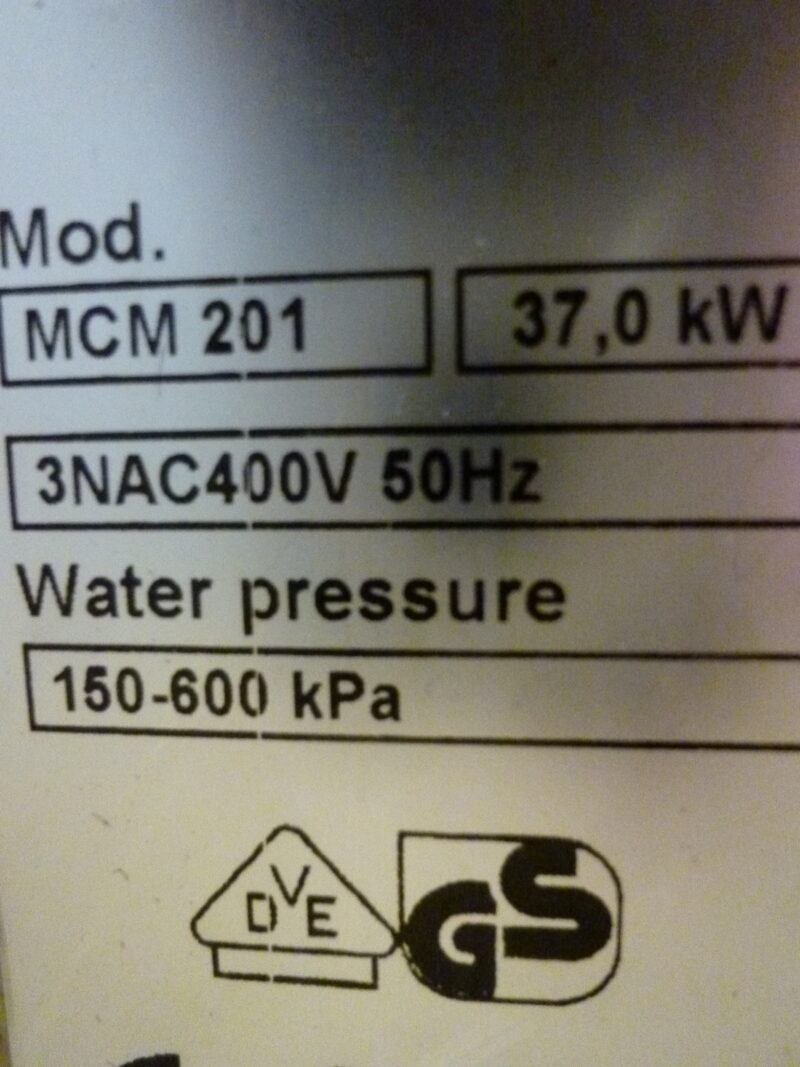 Mod.
MCM 201 37,0 kW
3NAC400V 50Hz
Water pressure
150-600 kPa
DVE GS